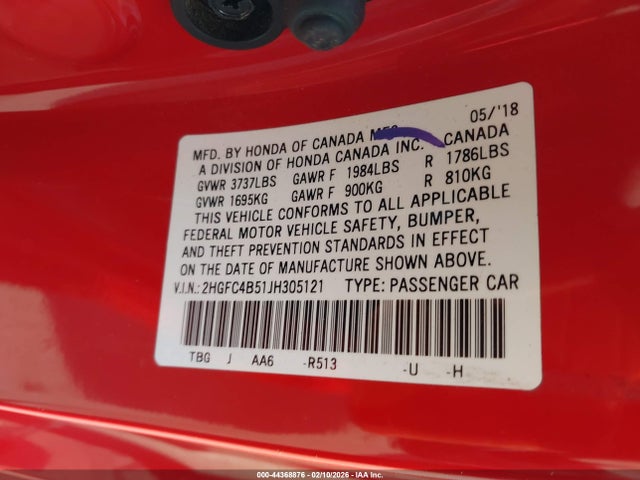 05/'18
MFD. BY HONDA OF CANADA MFG.
A DIVISION OF HONDA CANADA INC. CANADA
GVWR 3737LBS GAWR F 1984LBS R 1786LBS
GVWR 1695KG GAWR F 900KG R 810KG
THIS VEHICLE CONFORMS TO ALL APPLICABLE
FEDERAL MOTOR VEHICLE SAFETY, BUMPER,
AND THEFT PREVENTION STANDARDS IN EFFECT
ON THE DATE OF MANUFACTURE SHOWN ABOVE.
V.I.N.:2HGFC4B51JH305121 TYPE: PASSENGER CAR
TBG J AA6 -R513 -U -H
000-44368876 - 02/10/2026 - IAA Inc.